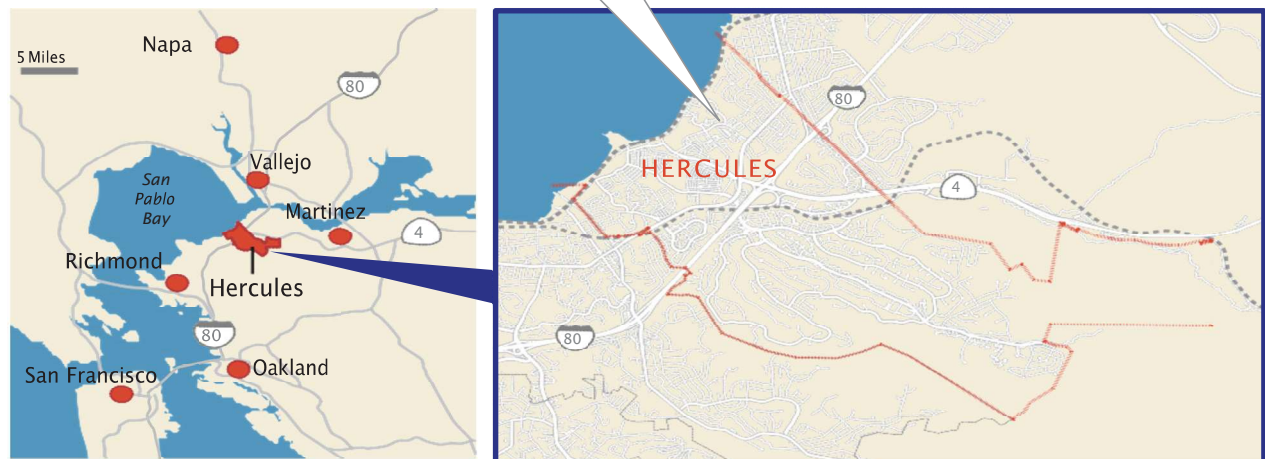 Napa
5 Miles
80
Vallejo
San
Pablo
Bay
Martinez
4
Richmond
Hercules
80
Oakland
San Francisco
80
HERCULES
4
80